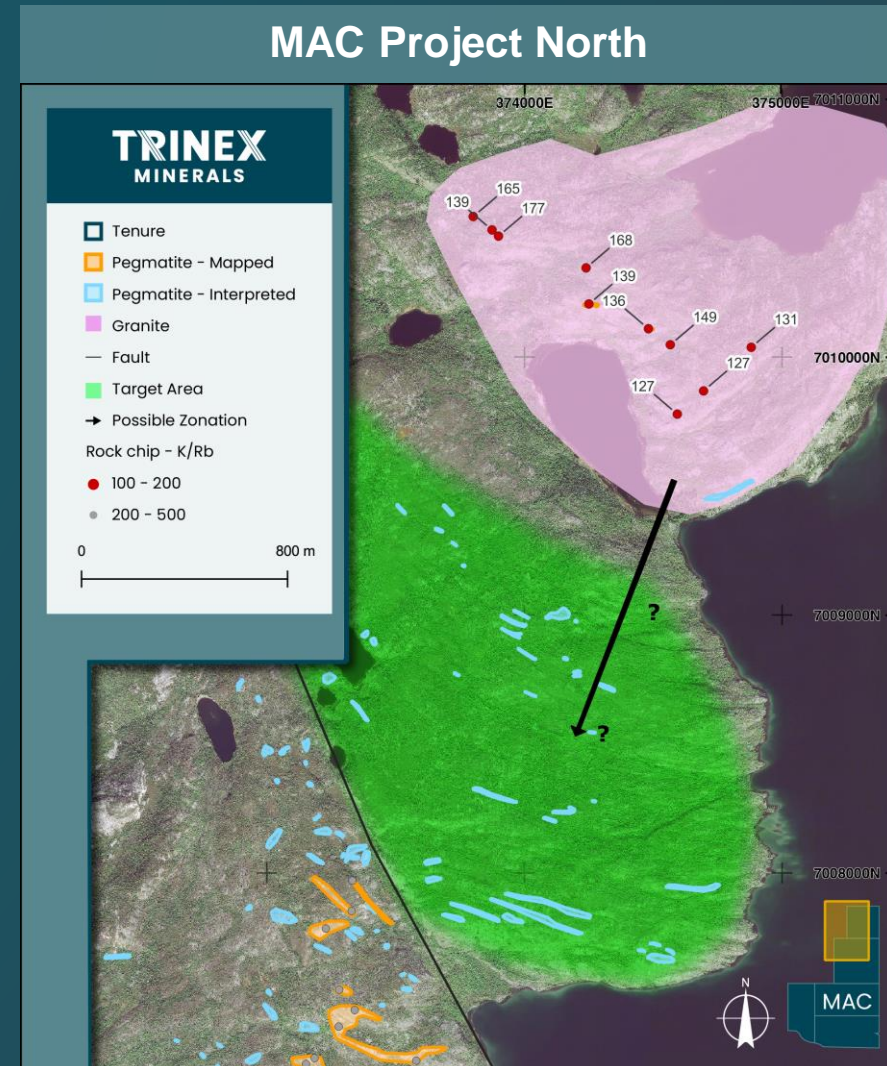 MAC Project North
TRINEX
MINERALS
Tenure
Pegmatite - Mapped
Pegmatite - Interpreted
Granite
Fault
Target Area
Possible Zonation
Rock chip - K/Rb
100 - 200
200 - 500
0 800 m
374000E 375000E 7011000N
165
139
177
168
139
136
149
131
7010000N
127
127
?
7009000N
?
7008000N
N
MAC